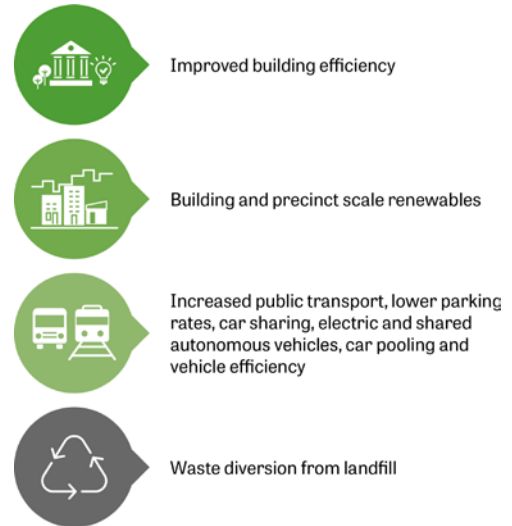 Improved building efficiency
Building and precinct scale renewables
Increased public transport, lower parking
rates, car sharing, electric and shared
autonomous vehicles, car pooling and
vehicle efficiency
Waste diversion from landfill